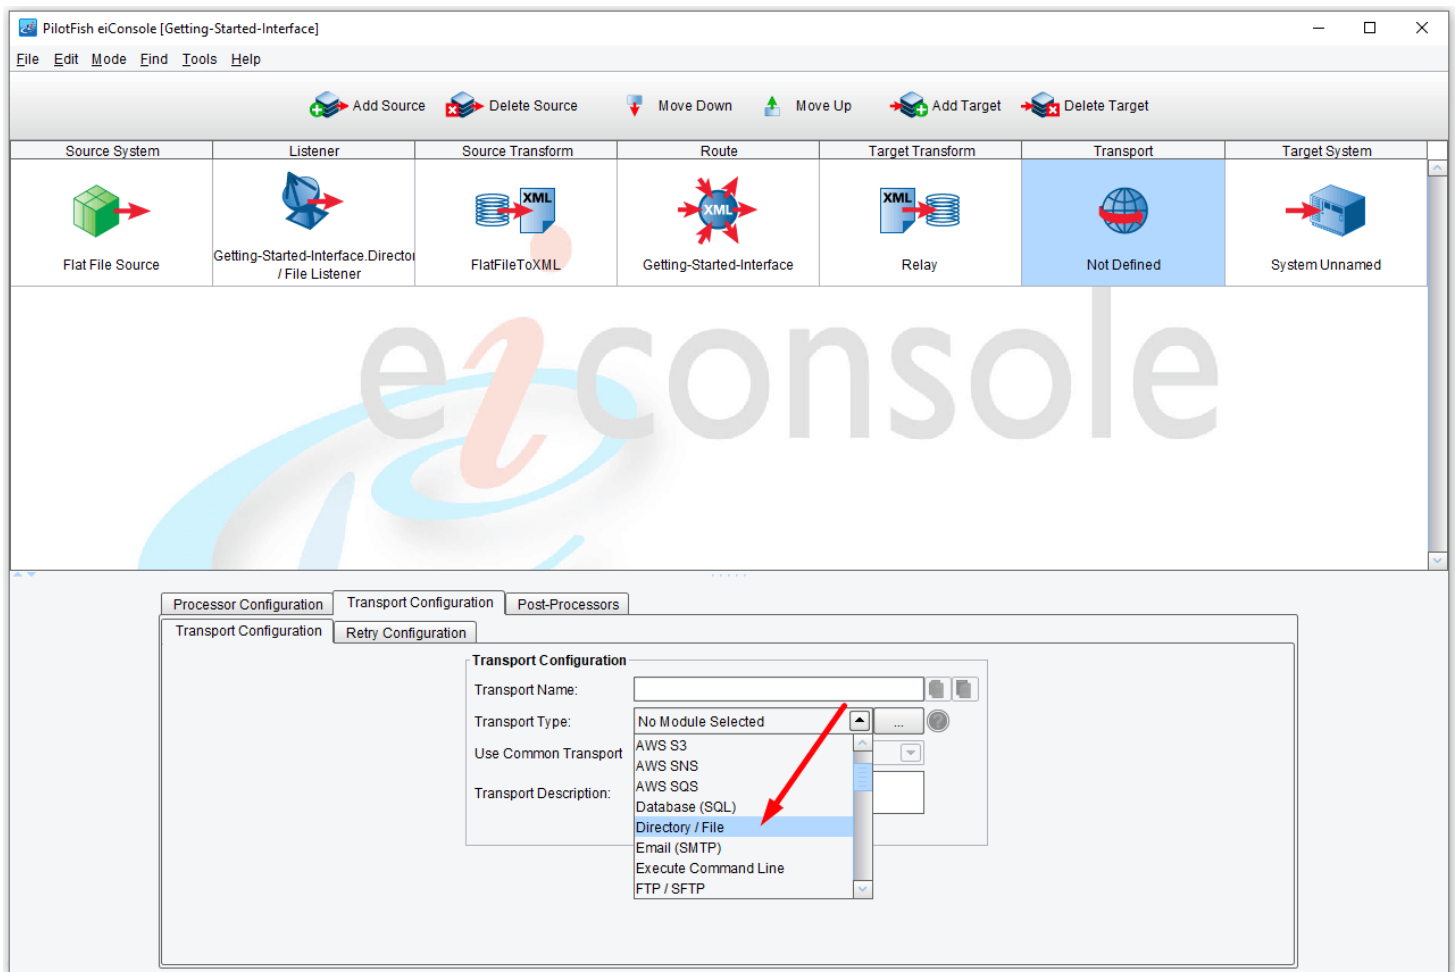 PilotFish eiConsole [Getting-Started-Interface]
File Edit Mode Find Tools Help
Add Source Delete Source Move Down Move Up Add Target Delete Target
Source System Listener Source Transform Route Target Transform Transport Target System
XML XML XML
Flat File Source Getting-Started-Interface.Director FlatFileToXML Getting-Started-Interface Relay Not Defined System Unnamed
/ File Listener
eiconsole
Processor Configuration Transport Configuration Post-Processors
Transport Configuration Retry Configuration
Transport Configuration
Transport Name:
Transport Type: No Module Selected ... ?
AWS S3
Use Common Transport
AWS SNS
AWS SQS
Transport Description:
Database (SQL)
Directory / File
Email (SMTP)
Execute Command Line
FTP / SFTP